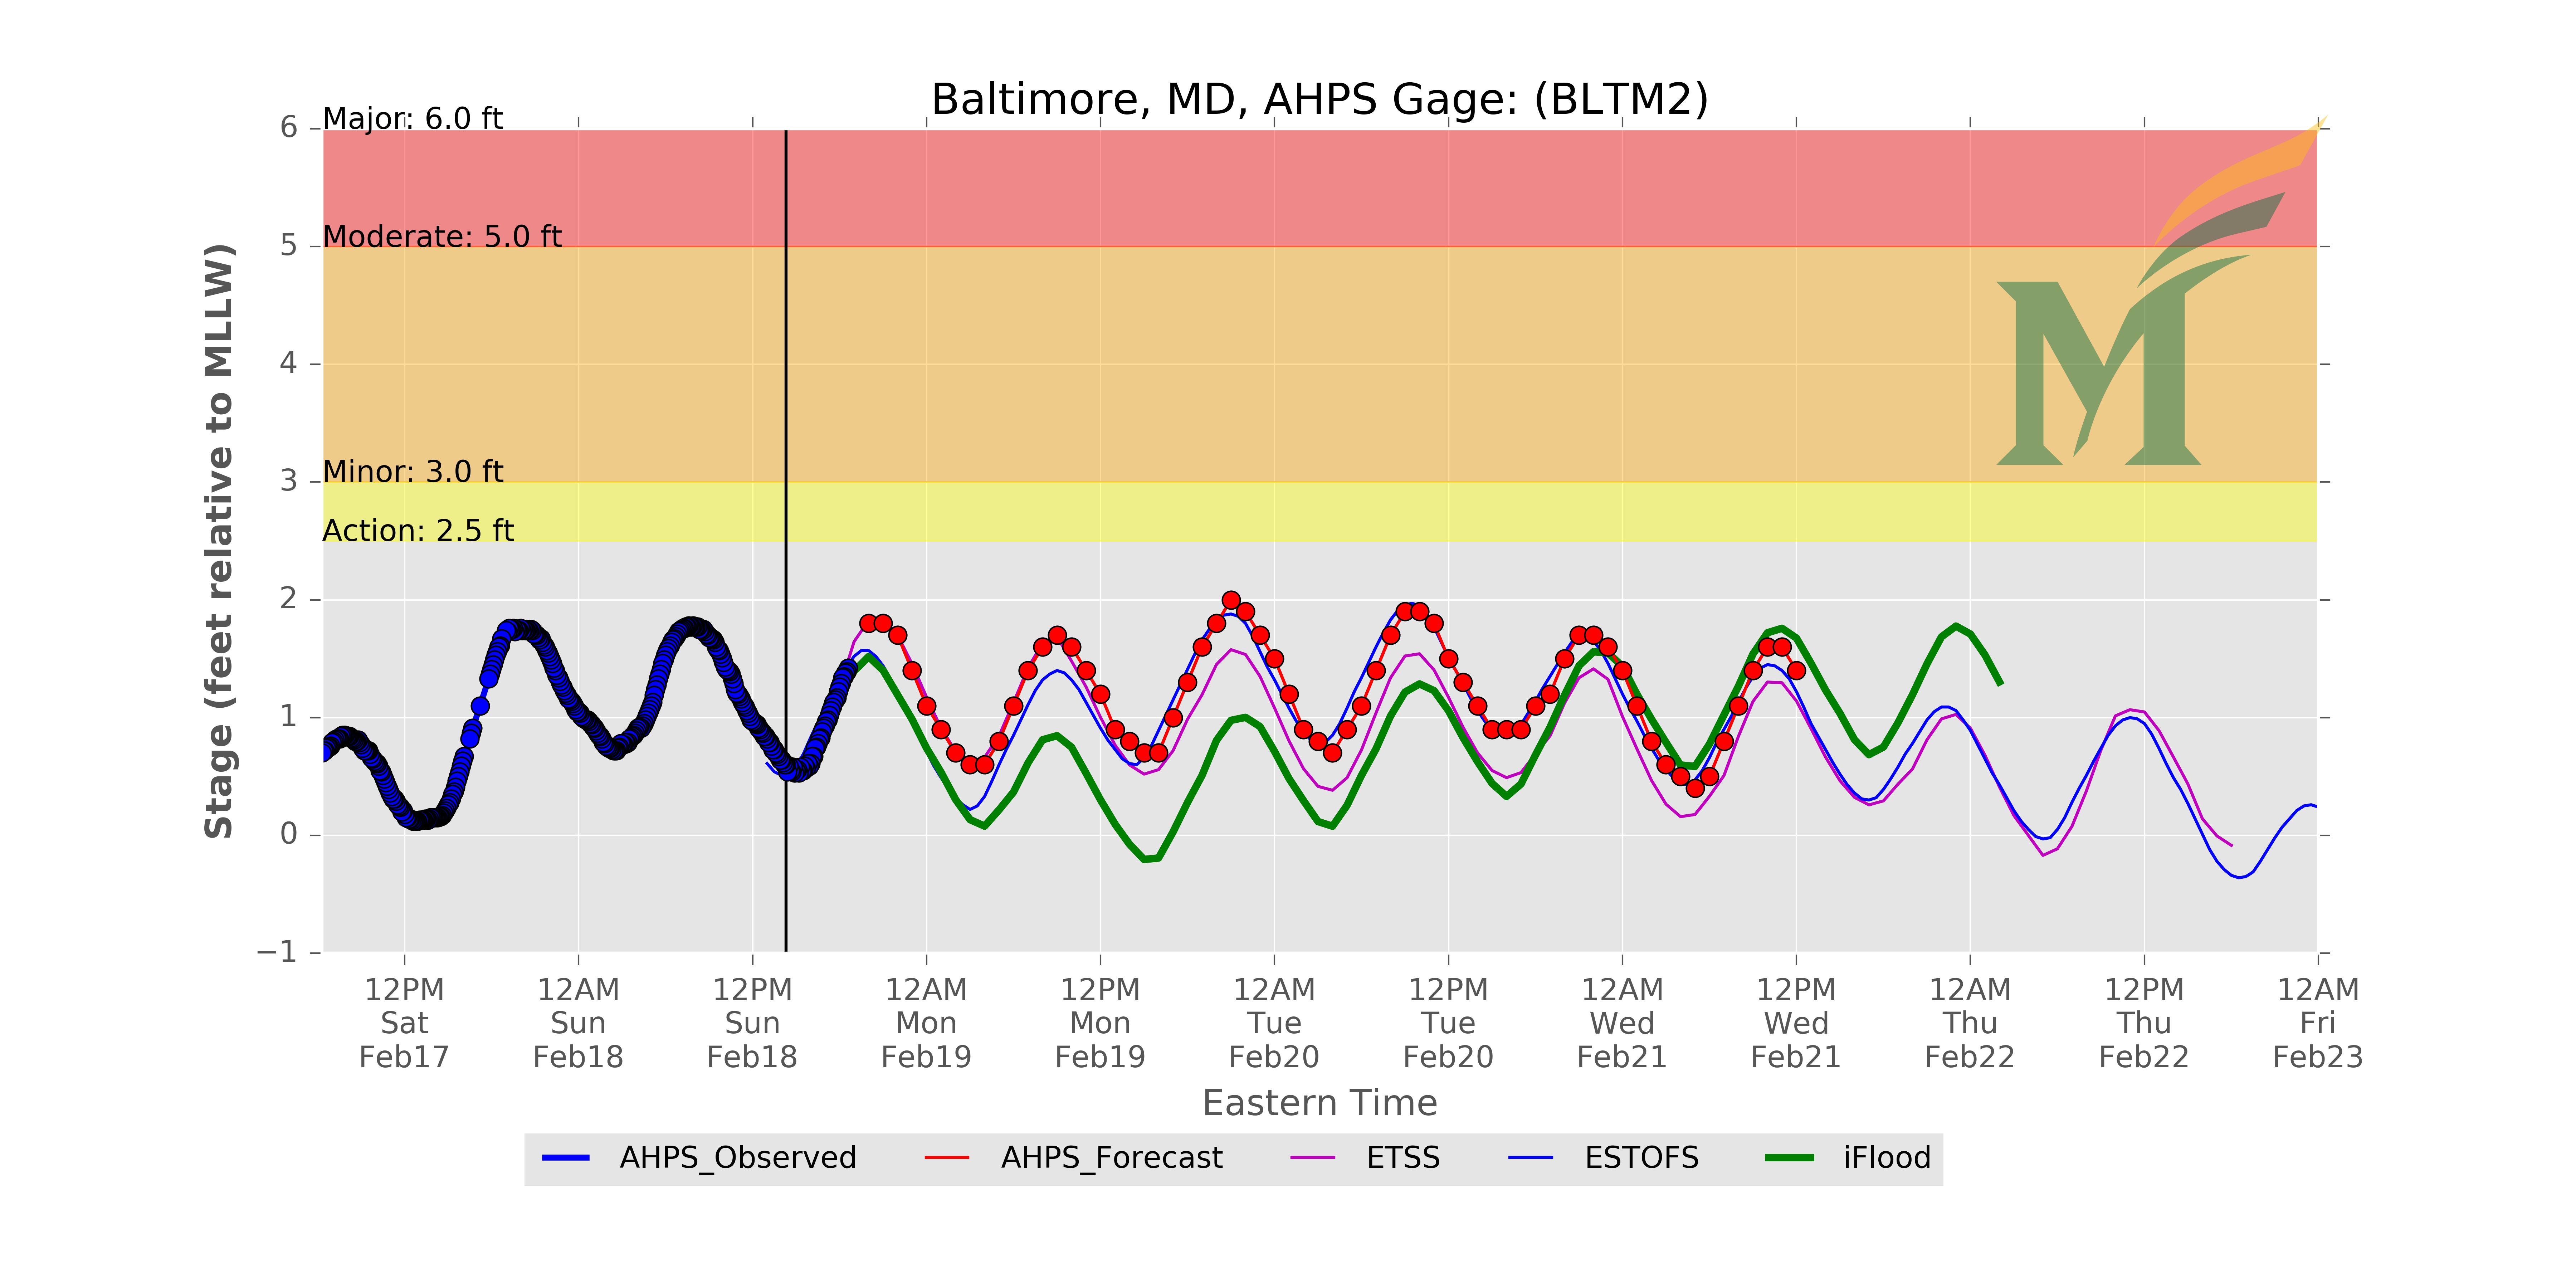 Baltimore, MD, AHPS Gage: (BLTM2)
Stage (feet relative to MLLW)
6
5
4
3
2
1
0
−1
Major: 6.0 ft
Moderate: 5.0 ft
Minor: 3.0 ft
Action: 2.5 ft
M
12PM
Sat
Feb17
12AM
Sun
Feb18
12PM
Sun
Feb18
12AM
Mon
Feb19
12PM
Mon
Feb19
12AM
Tue
Feb20
12PM
Tue
Feb20
12AM
Wed
Feb21
12PM
Wed
Feb21
12AM
Thu
Feb22
12PM
Thu
Feb22
12AM
Fri
Feb23
Eastern Time
AHPS_Observed
AHPS_Forecast
ETSS
ESTOFS
iFlood